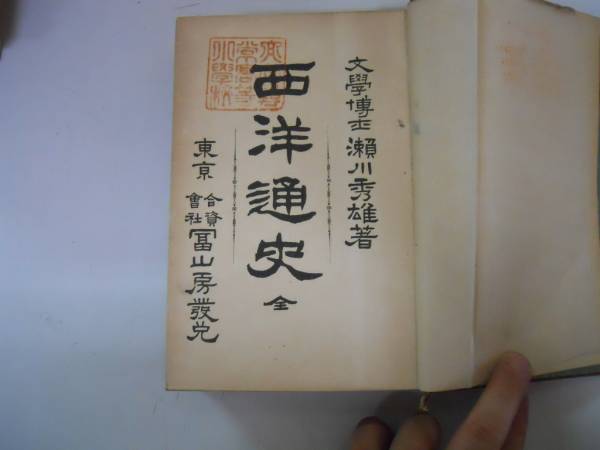 文學博士 瀨川秀雄著
西洋通史 全
東京 合資會社 冨山房發兌